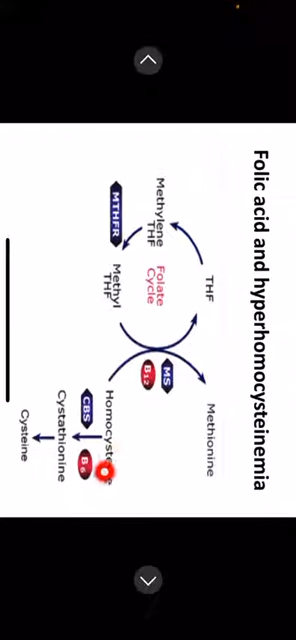 Folic acid and hyperhomocysteinemia
THF
Methionine
Methylene
THF
Folate
Cycle
MS
B12
MTHFR
Methyl
THF
CBS
B6
Cystathionine
Cysteine